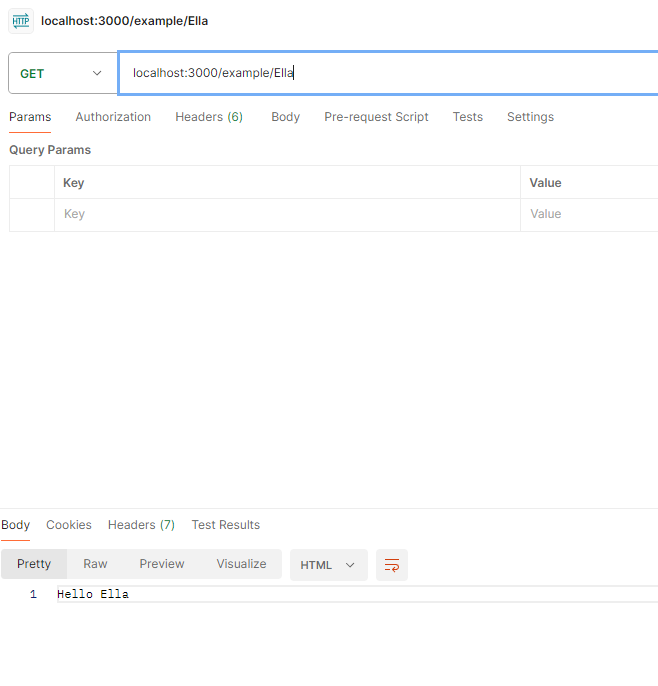 HTTP localhost:3000/example/Ella
GET localhost:3000/example/Ella
Params Authorization Headers (6) Body Pre-request Script Tests Settings
Query Params
Key Value
Key Value
Body Cookies Headers (7) Test Results
Pretty Raw Preview Visualize HTML
1 Hello Ella